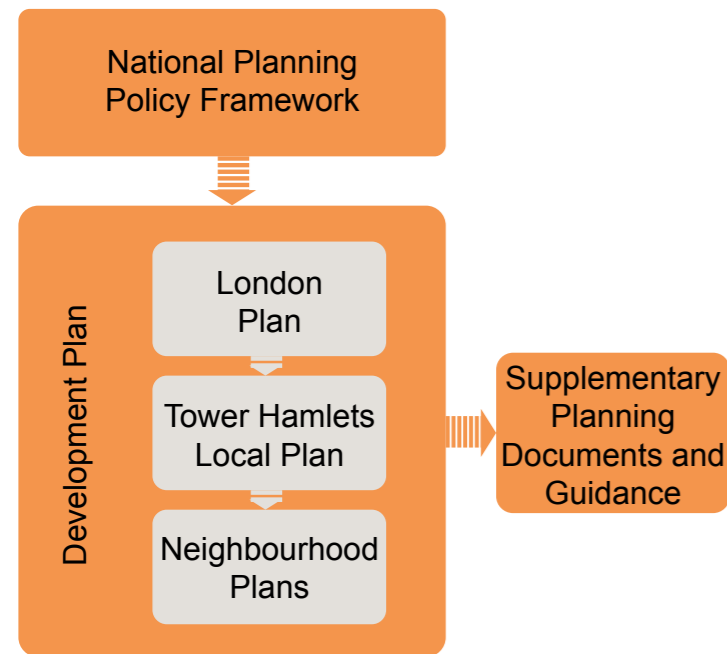 National Planning
Policy Framework
Development Plan
London
Plan
Tower Hamlets
Local Plan
Neighbourhood
Plans
Supplementary
Planning
Documents and
Guidance